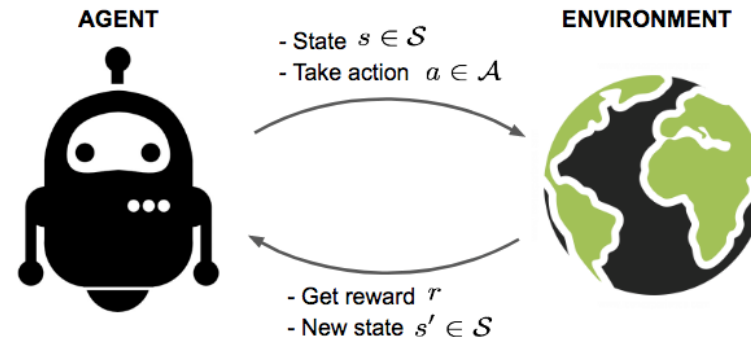 AGENT
ENVIRONMENT
- State s ∈ 𝒮
- Take action a ∈ 𝒜
- Get reward r
- New state s′ ∈ 𝒮